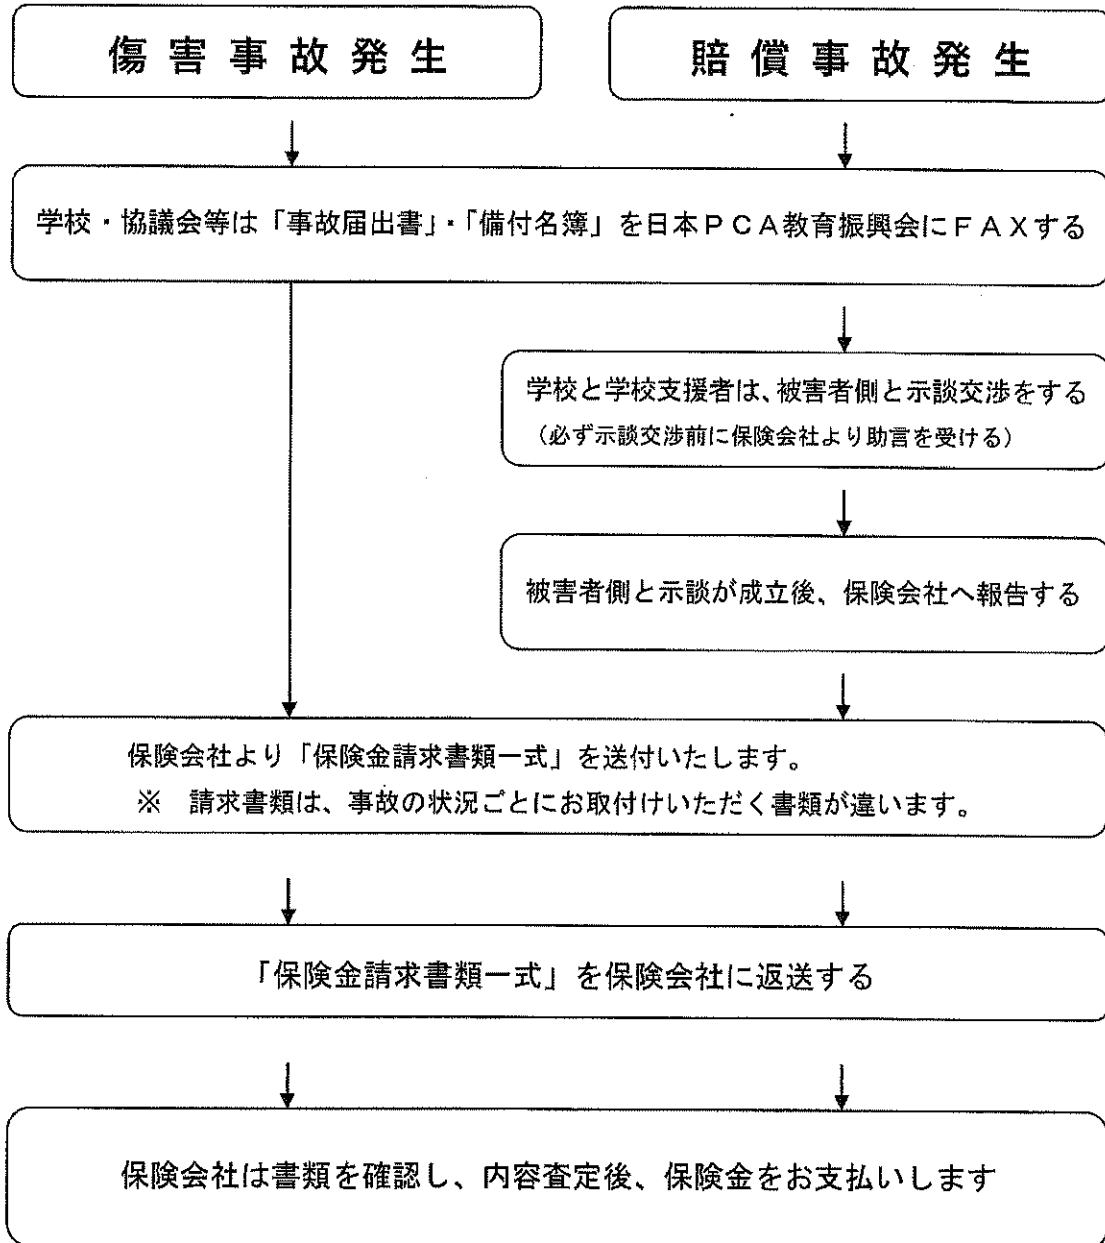 傷害事故発生
賠償事故発生
学校・協議会等は「事故届出書」・「備付名簿」を日本ＰＣＡ教育振興会にＦＡＸする
学校と学校支援者は、被害者側と示談交渉をする
（必ず示談交渉前に保険会社より助言を受ける）
被害者側と示談が成立後、保険会社へ報告する
保険会社より「保険金請求書類一式」を送付いたします。
※　請求書類は、事故の状況ごとにお取付けいただく書類が違います。
「保険金請求書類一式」を保険会社に返送する
保険会社は書類を確認し、内容査定後、保険金をお支払いします